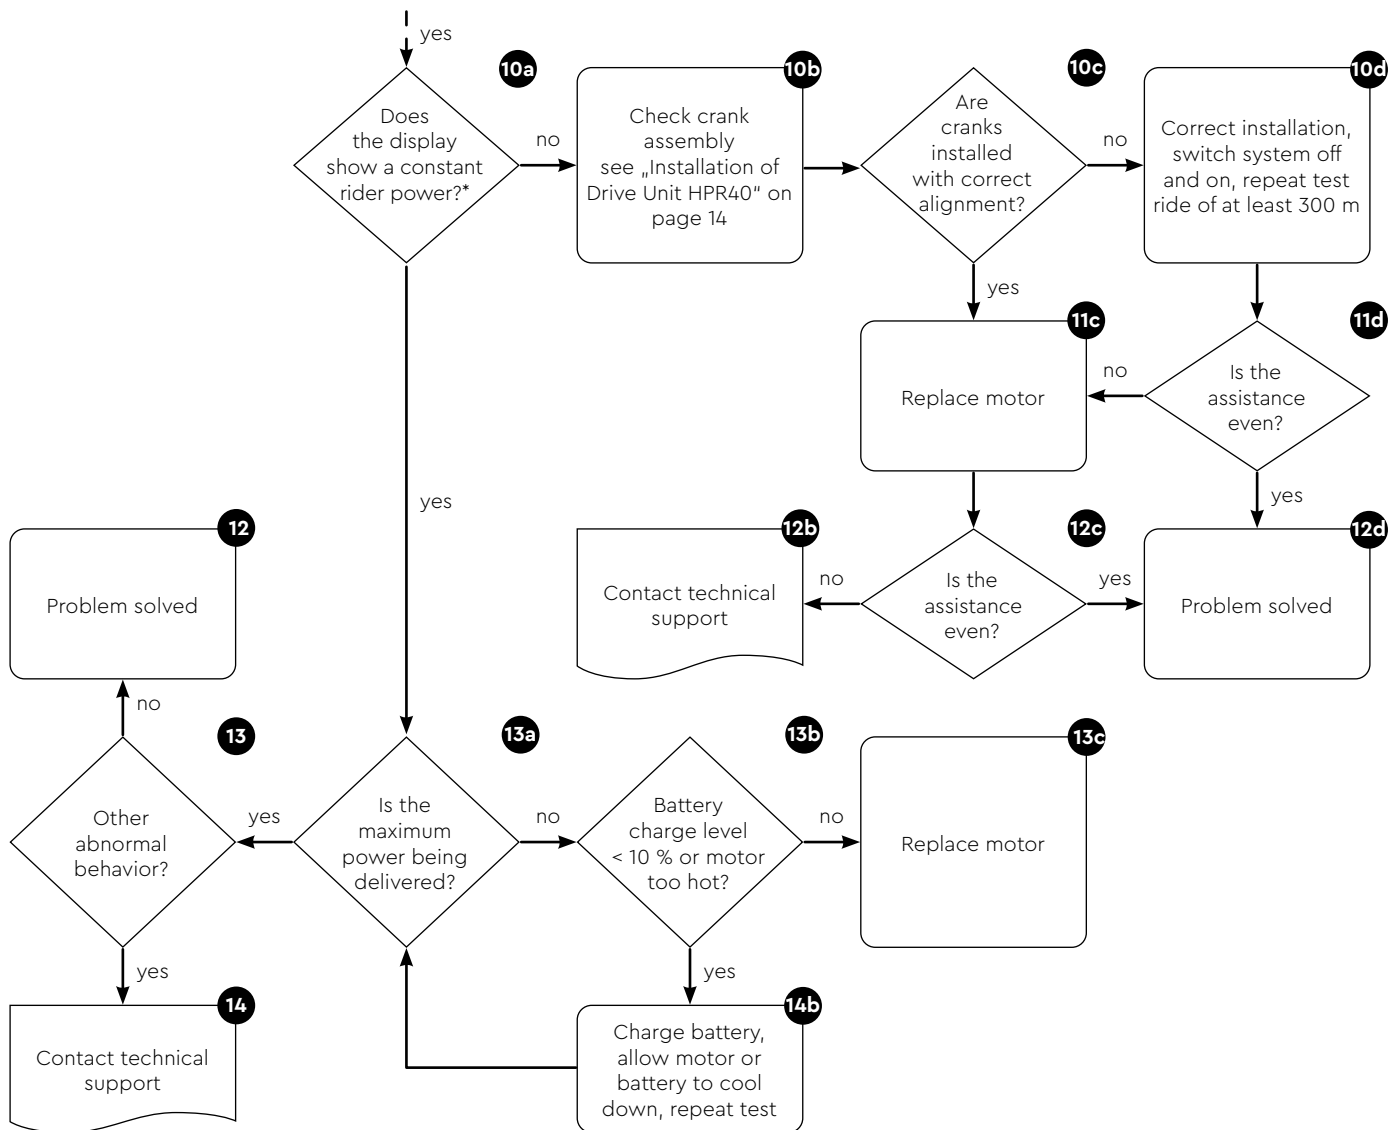 yes
10a
Does
the display
show a constant
rider power?*
no
10b
Check crank
assembly
see „Installation of
Drive Unit HPR40" on
page 14
10c
Are
cranks
installed
with correct
alignment?
no
10d
Correct installation,
switch system off
and on, repeat test
ride of at least 300 m
yes
11c
Replace motor
no
11d
Is the
assistance
even?
yes
yes
12
Problem solved
12b
Contact technical
support
no
12c
Is the
assistance
even?
yes
12d
Problem solved
no
13
Other
abnormal
behavior?
yes
13a
Is the
maximum
power being
delivered?
no
13b
Battery
charge level
< 10 % or motor
too hot?
no
13c
Replace motor
yes
yes
14
Contact technical
support
14b
Charge battery,
allow motor or
battery to cool
down, repeat test